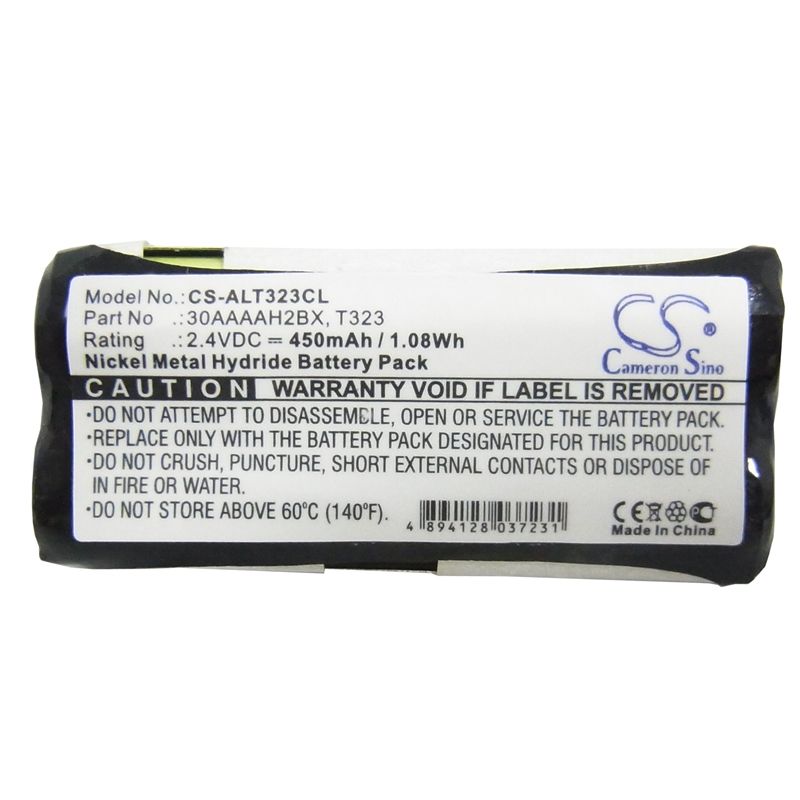 Model No.:CS-ALT323CL
Part No .:30AAAAH2BX, T323
Rating .:2.4VDC ⎓ 450mAh / 1.08Wh
Nickel Metal Hydride Battery Pack
CS
Cameron Sino
CAUTION WARRANTY VOID IF LABEL IS REMOVED
•DO NOT ATTEMPT TO DISASSEMBLE, OPEN OR SERVICE THE BATTERY PACK.
•REPLACE ONLY WITH THE BATTERY PACK DESIGNATED FOR THIS PRODUCT.
•DO NOT CRUSH, PUNCTURE, SHORT EXTERNAL CONTACTS OR DISPOSE OF
IN FIRE OR WATER.
•DO NOT STORE ABOVE 60°C (140°F).
4 894128 037231
CE
Made In China